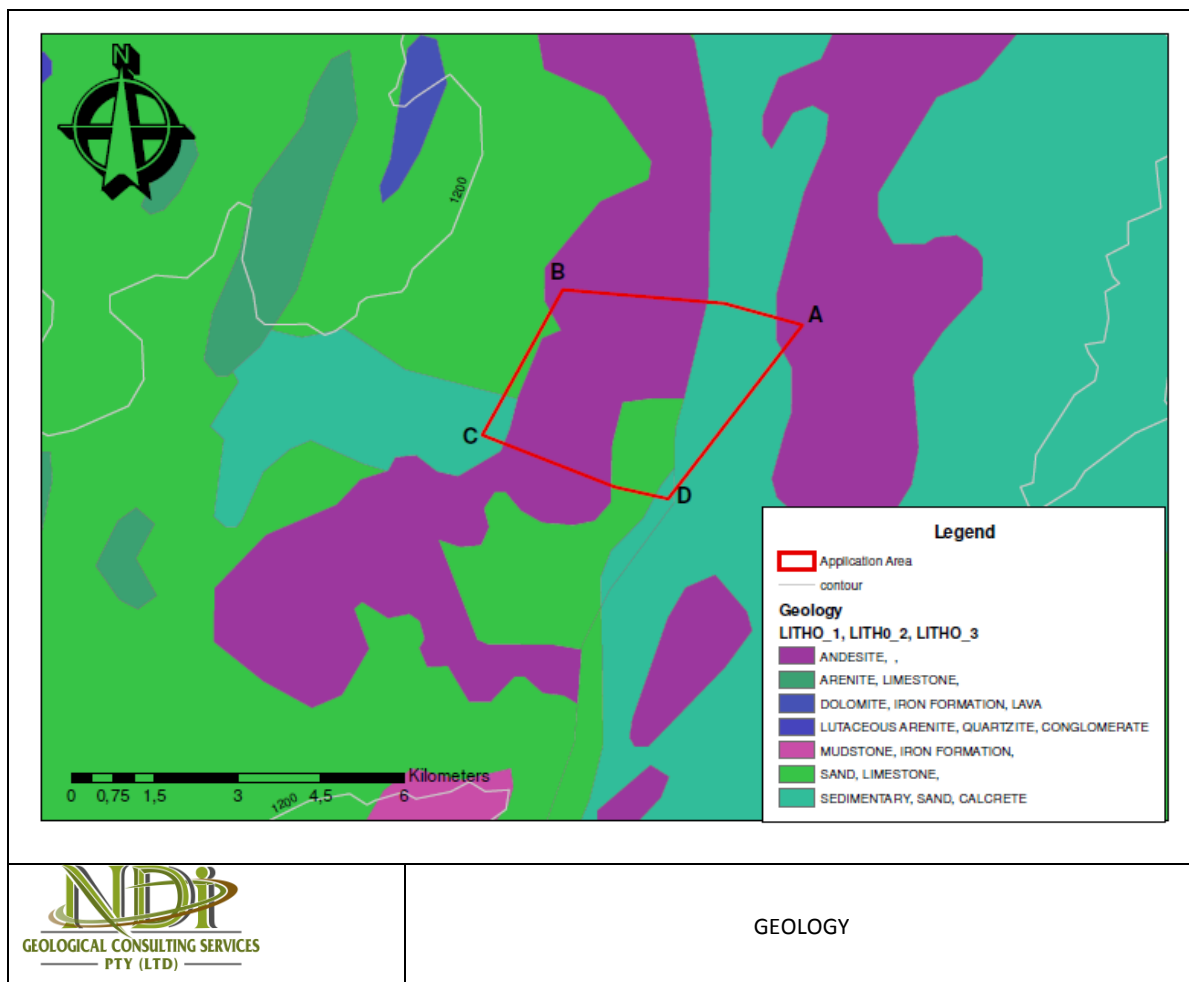 N
1200
B
A
C
D
Legend
Application Area
contour
Geology
LITHO_1, LITH0_2, LITHO_3
ANDESITE, ,
ARENITE, LIMESTONE,
DOLOMITE, IRON FORMATION, LAVA
LUTACEOUS ARENITE, QUARTZITE, CONGLOMERATE
MUDSTONE, IRON FORMATION,
SAND, LIMESTONE,
SEDIMENTARY, SAND, CALCRETE
Kilometers
0 0,75 1,5 3 4,5 6
1200
NDi
GEOLOGICAL CONSULTING SERVICES
PTY (LTD)
GEOLOGY